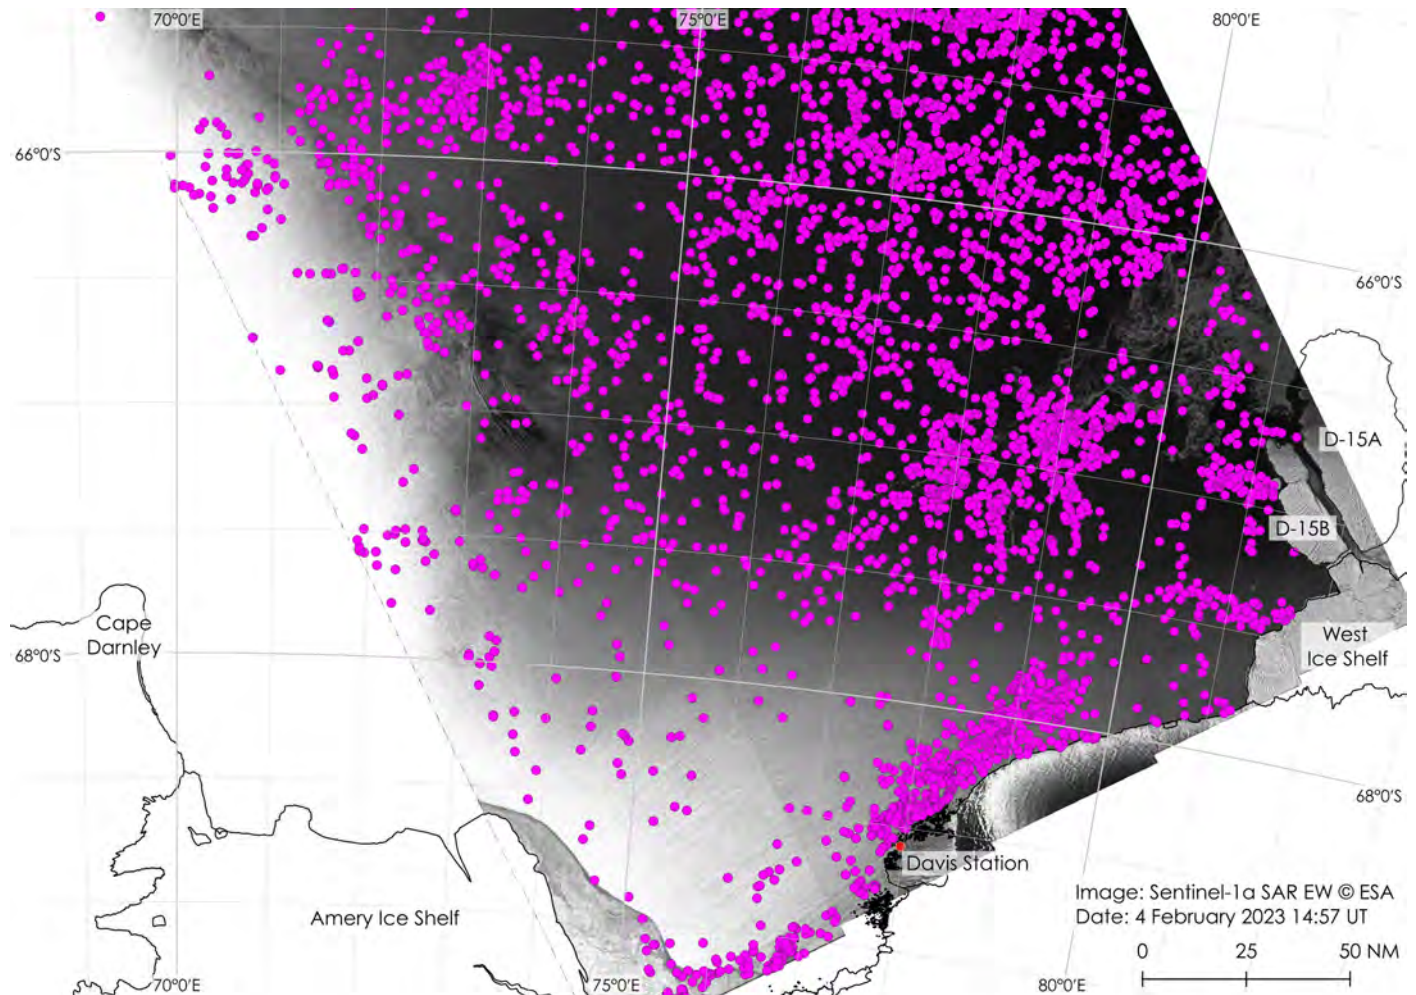 70°0'E
75°0'E
80°0'E
66°0'S
66°0'S
D-15A
D-15B
Cape
Darnley
West
Ice Shelf
68°0'S
68°0'S
Davis Station
Amery Ice Shelf
Image: Sentinel-1a SAR EW © ESA
Date: 4 February 2023 14:57 UT
0 25 50 NM
70°0'E
75°0'E
80°0'E